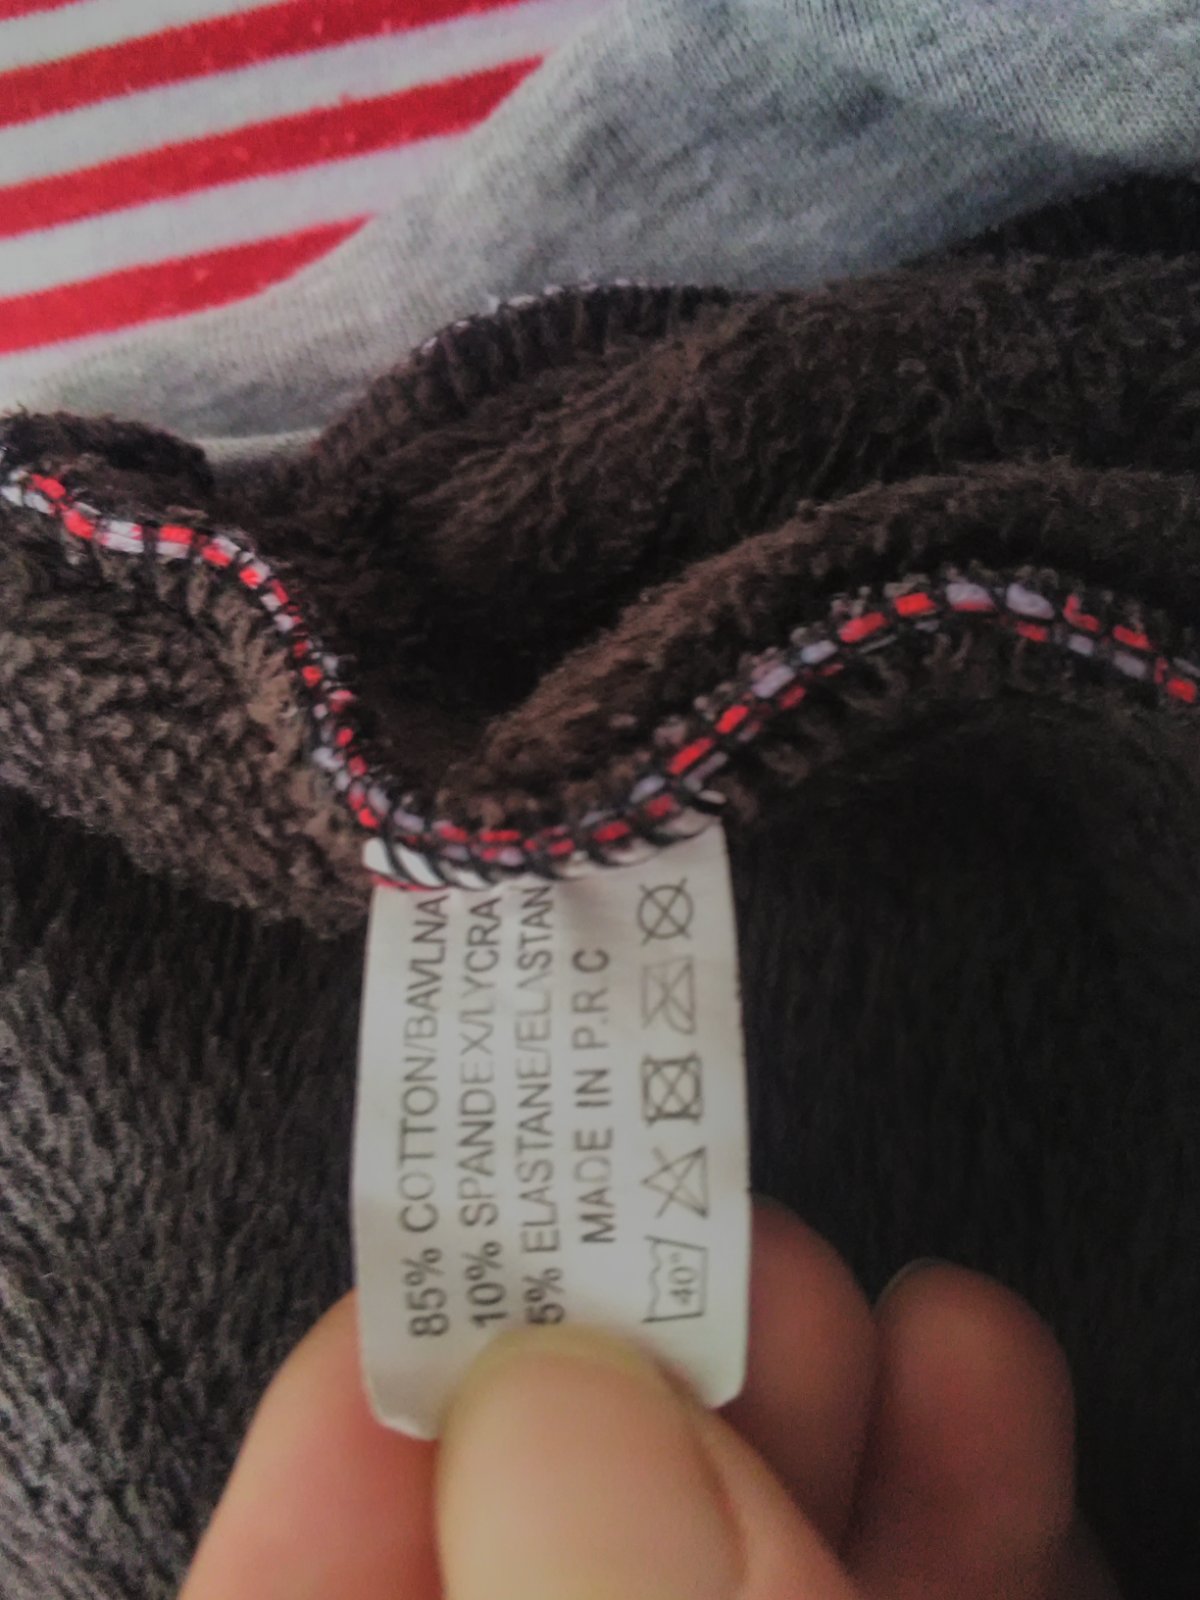 85% COTTON/BAVLNA
10% SPANDEX/LYCRA
5% ELASTANE/ELASTAN
MADE IN P.R.C
40°